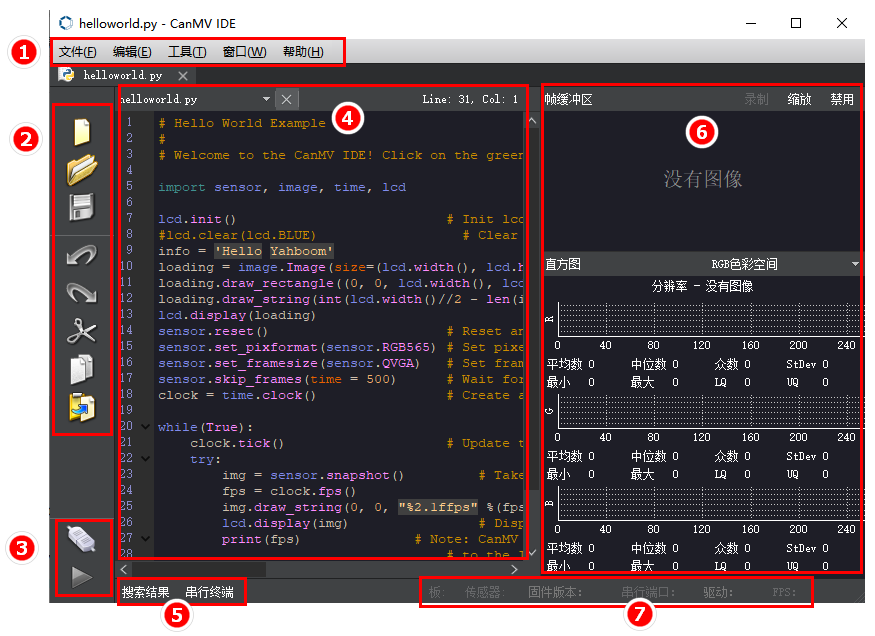 helloworld.py - CanMV IDE
1
文件(F) 编辑(E) 工具(T) 窗口(W) 帮助(H)
helloworld.py
2
helloworld.py Line: 31, Col: 1
4
1 # Hello World Example
2 #
3 # Welcome to the CanMV IDE! Click on the green
4
5 import sensor, image, time, lcd
6
7 lcd.init() # Init lcd
8 #lcd.clear(lcd.BLUE) # Clear
9 info = 'Hello Yahboom'
10 loading = image.Image(size=(lcd.width(), lcd.h
11 loading.draw_rectangle((0, 0, lcd.width(), lcd
12 loading.draw_string(int(lcd.width()//2 - len(i
13 lcd.display(loading)
14 sensor.reset() # Reset an
15 sensor.set_pixformat(sensor.RGB565) # Set pixe
16 sensor.set_framesize(sensor.QVGA) # Set fram
17 sensor.skip_frames(time = 500) # Wait for
18 clock = time.clock() # Create a
19
20 while(True):
21 clock.tick() # Update t
22 try:
23 img = sensor.snapshot() # Take
24 fps = clock.fps()
25 img.draw_string(0, 0, "%2.1ffps" %(fps
26 lcd.display(img) # Disp
27 print(fps) # Note: CanMV
28 # to the I
3
帧缓冲区 录制 缩放 禁用
6
没有图像
直方图 RGB色彩空间
分辨率 - 没有图像
R
0 40 80 120 160 200 240
平均数 0 中位数 0 众数 0 StDev 0
最小 0 最大 0 LQ 0 UQ 0
G
0 40 80 120 160 200 240
平均数 0 中位数 0 众数 0 StDev 0
最小 0 最大 0 LQ 0 UQ 0
B
0 40 80 120 160 200 240
平均数 0 中位数 0 众数 0 StDev 0
最小 0 最大 0 LQ 0 UQ 0
搜索结果 串行终端
5
板: 传感器: 固件版本: 串行端口: 驱动: FPS:
7